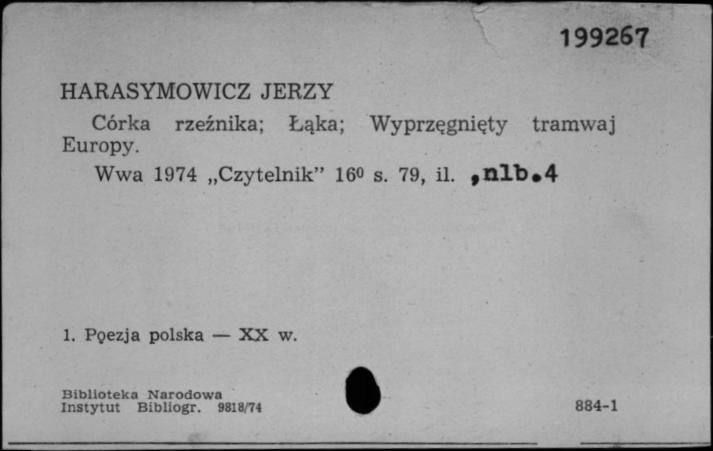 199267
HARASYMOWICZ JERZY
Córka rzeźnika; Łąka; Wyprzęgnięty tramwaj
Europy.
Wwa 1974 „Czytelnik” 16⁰ s. 79, il. ,nlb.4
1. Poezja polska — XX w.
Biblioteka Narodowa
Instytut Bibliogr. 9818/74
884-1